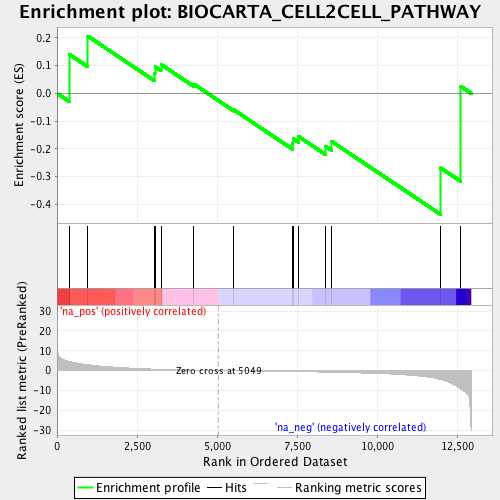 Enrichment plot: BIOCARTA_CELL2CELL_PATHWAY
Enrichment score (ES)
0.2
0.1
0.0
-0.1
-0.2
-0.3
-0.4
'na_pos' (positively correlated)
Ranked list metric (PreRanked)
30
20
10
0
-10
-20
-30
Zero cross at 5049
'na_neg' (negatively correlated)
0
2,500
5,000
7,500
10,000
12,500
Rank in Ordered Dataset
Enrichment profile
Hits
Ranking metric scores